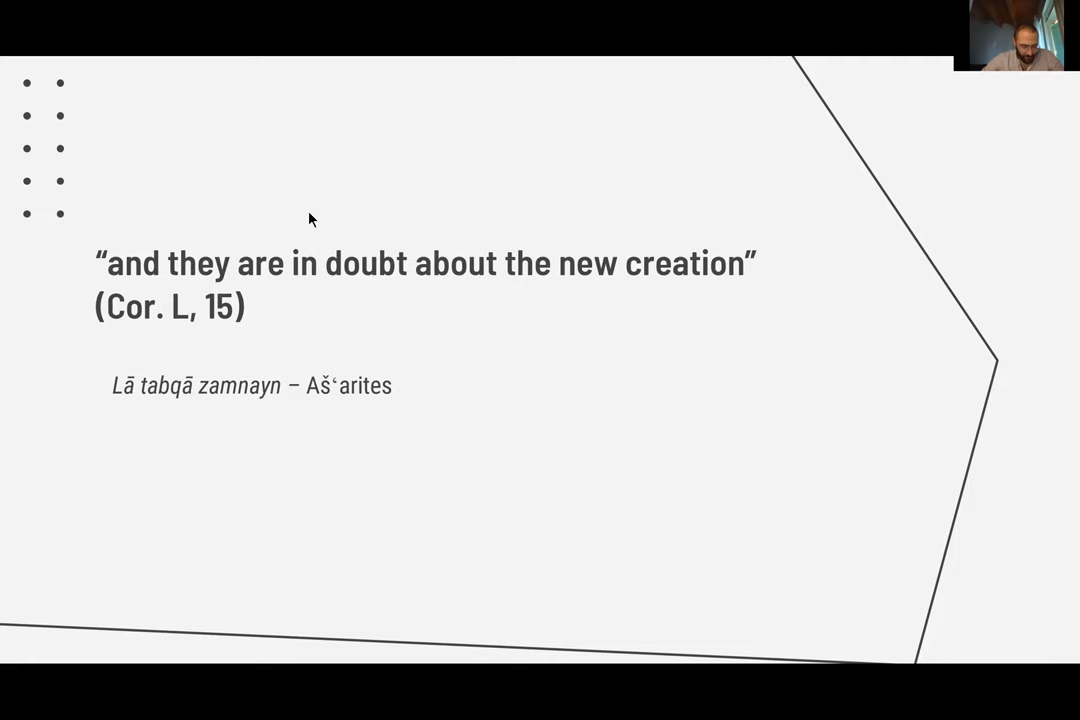 “and they are in doubt about the new creation”
(Cor. L, 15)
Lā tabqā zamnayn – Ašʿarites